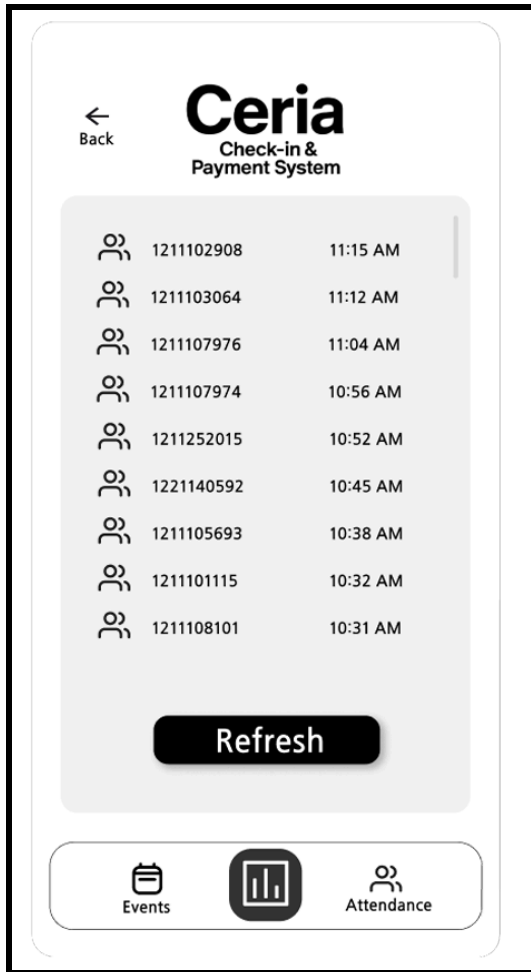 Back
Ceria
Check-in &
Payment System
1211102908 11:15 AM
1211103064 11:12 AM
1211107976 11:04 AM
1211107974 10:56 AM
1211252015 10:52 AM
1221140592 10:45 AM
1211105693 10:38 AM
1211101115 10:32 AM
1211108101 10:31 AM
Refresh
Events Attendance